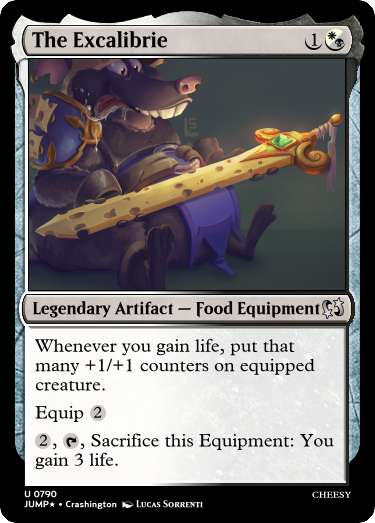 The Excalibrie 1
LS
Legendary Artifact — Food Equipment
Whenever you gain life, put that
many +1/+1 counters on equipped
creature.
Equip 2
2, , Sacrifice this Equipment: You
gain 3 life.
U 0790
JUMP★ • Crashington Lucas Sorrenti
CHEESY